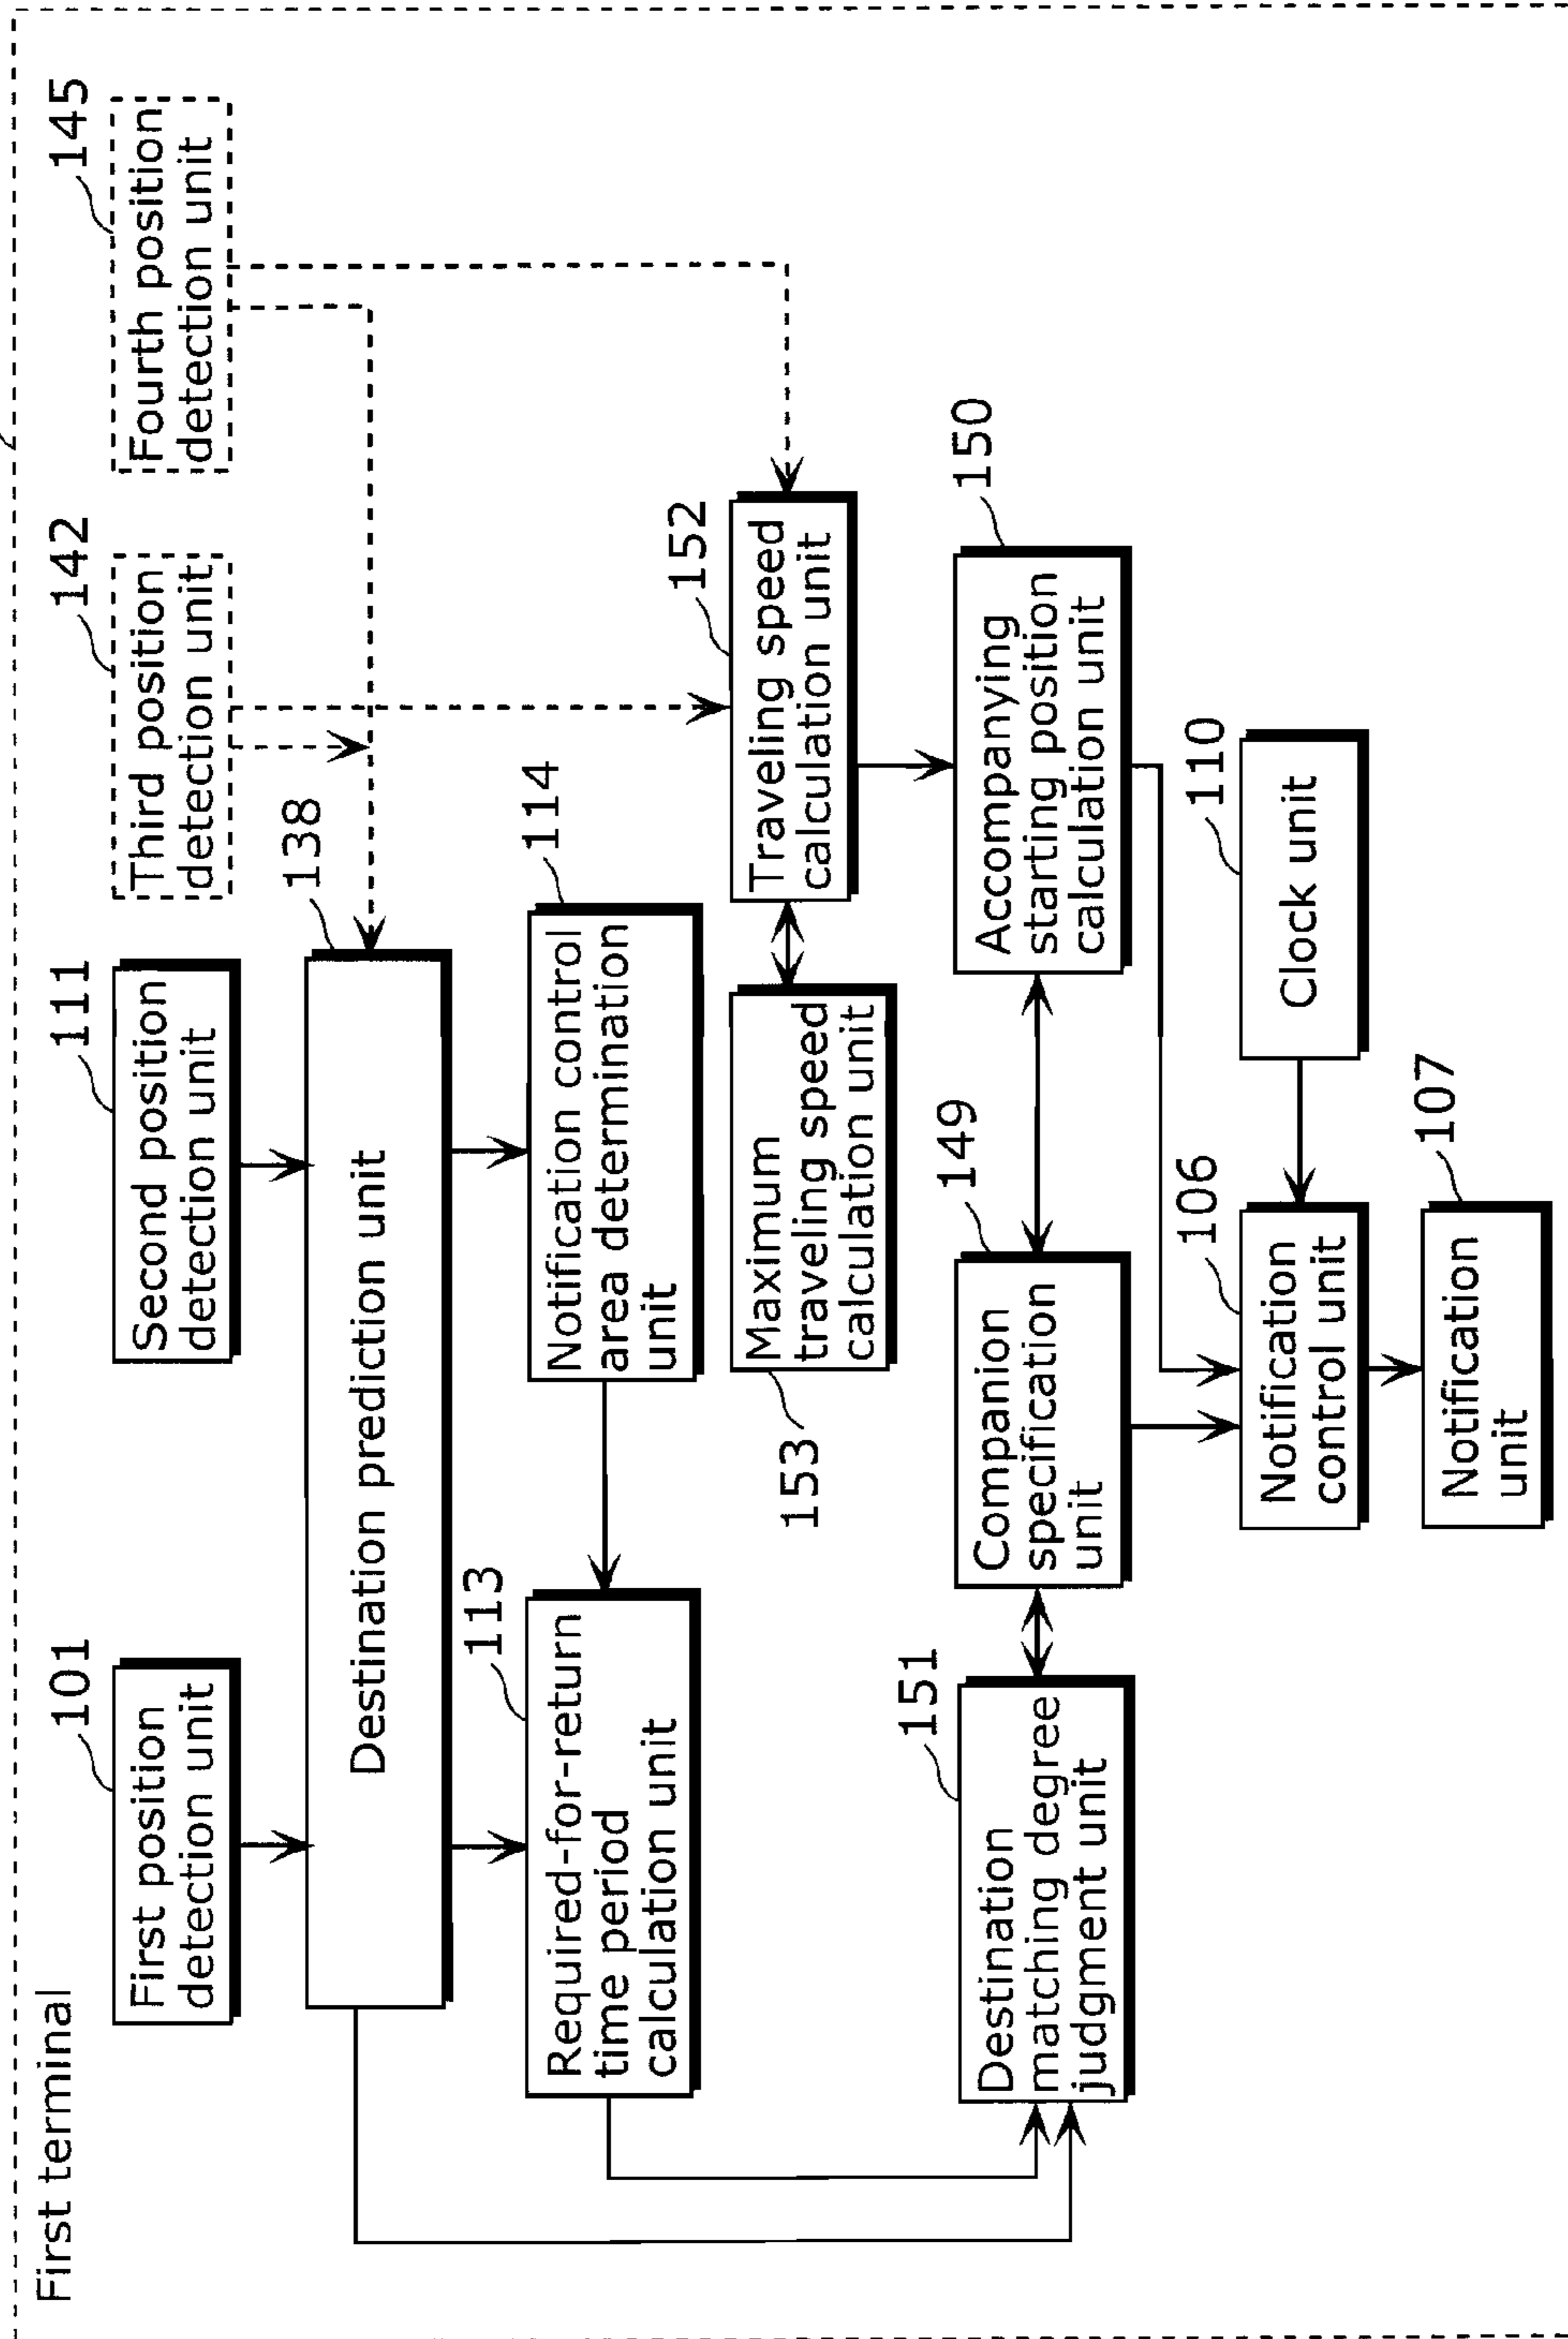 First terminal
101
First position
detection unit
111
Second position
detection unit
142
Third position
detection unit
145
Fourth position
detection unit
138
Destination prediction unit
113
Required-for-return
time period
calculation unit
114
Notification control
area determination
unit
153
Maximum
traveling speed
calculation unit
152
Traveling speed
calculation unit
151
Destination
matching degree
judgment unit
149
Companion
specification
unit
150
Accompanying
starting position
calculation unit
106
Notification
control unit
110
Clock unit
107
Notification
unit